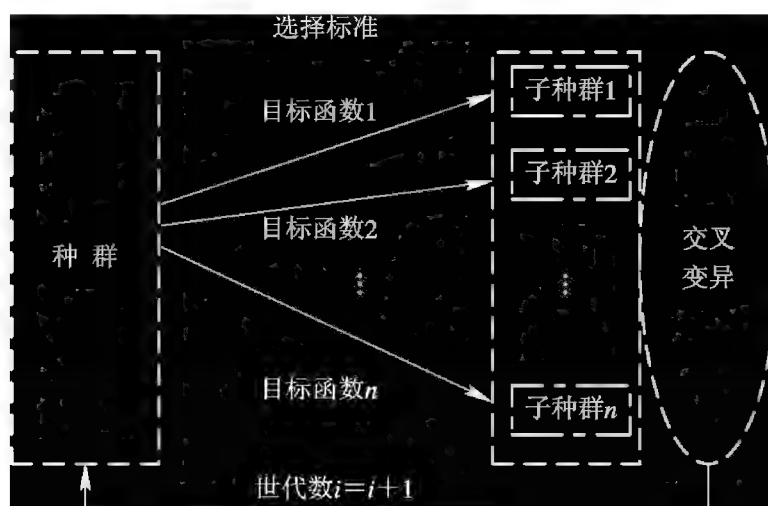 选择标准
目标函数1
子种群1
子种群2
目标函数2
种 群
交叉
变异
目标函数n
子种群n
世代数i=i+1